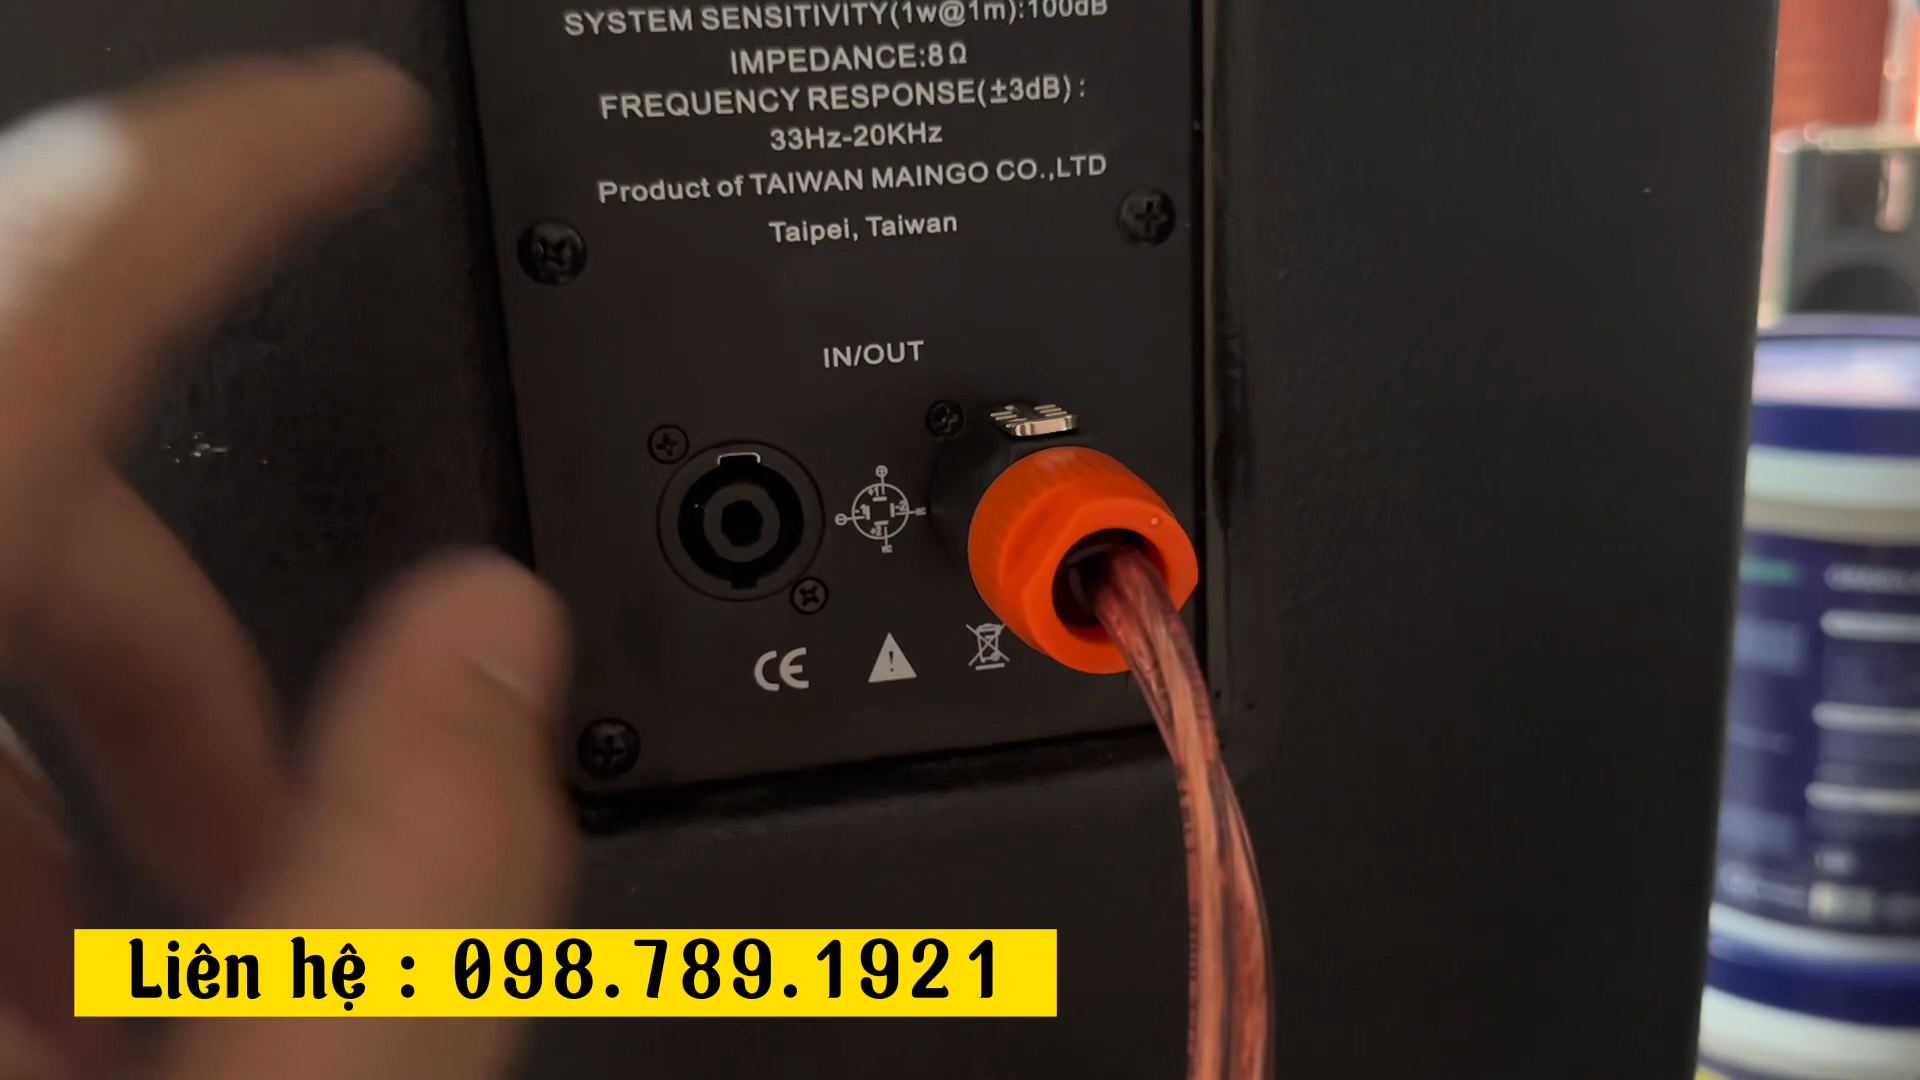 SYSTEM SENSITIVITY(1w@1m):100dB
IMPEDANCE:8Ω
FREQUENCY RESPONSE(±3dB):
33Hz-20KHz
Product of TAIWAN MAINGO CO.,LTD
Taipei, Taiwan
IN/OUT
CE
Liên hệ : 098.789.1921